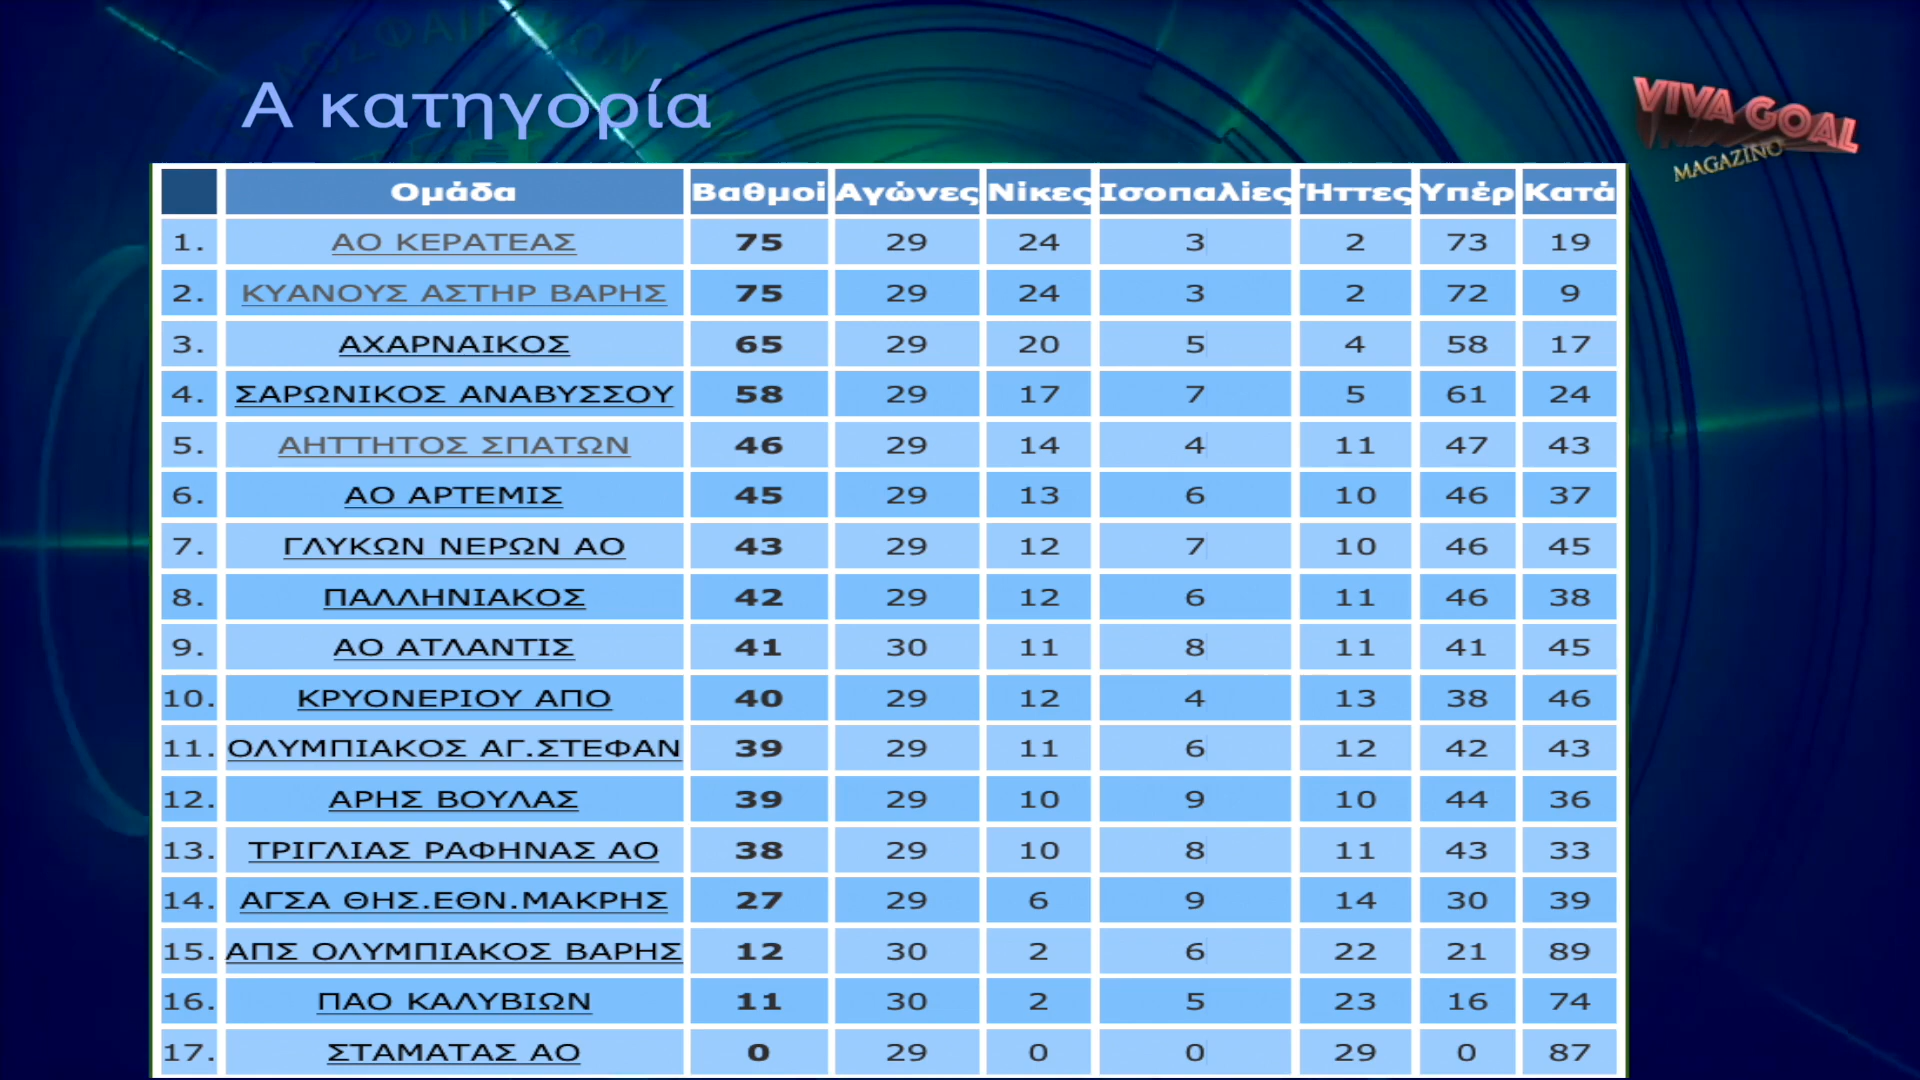 Α κατηγορία
VIVA GOAL
MAGAZINO
Ομάδα Βαθμοί Αγώνες Νίκες Ισοπαλίες Ήττες Υπέρ Κατά
1. ΑΟ ΚΕΡΑΤΕΑΣ 75 29 24 3 2 73 19
2. ΚΥΑΝΟΥΣ ΑΣΤΗΡ ΒΑΡΗΣ 75 29 24 3 2 72 9
3. ΑΧΑΡΝΑΙΚΟΣ 65 29 20 5 4 58 17
4. ΣΑΡΩΝΙΚΟΣ ΑΝΑΒΥΣΣΟΥ 58 29 17 7 5 61 24
5. ΑΗΤΤΗΤΟΣ ΣΠΑΤΩΝ 46 29 14 4 11 47 43
6. ΑΟ ΑΡΤΕΜΙΣ 45 29 13 6 10 46 37
7. ΓΛΥΚΩΝ ΝΕΡΩΝ ΑΟ 43 29 12 7 10 46 45
8. ΠΑΛΛΗΝΙΑΚΟΣ 42 29 12 6 11 46 38
9. ΑΟ ΑΤΛΑΝΤΙΣ 41 30 11 8 11 41 45
10. ΚΡΥΟΝΕΡΙΟΥ ΑΠΟ 40 29 12 4 13 38 46
11. ΟΛΥΜΠΙΑΚΟΣ ΑΓ.ΣΤΕΦΑΝ 39 29 11 6 12 42 43
12. ΑΡΗΣ ΒΟΥΛΑΣ 39 29 10 9 10 44 36
13. ΤΡΙΓΛΙΑΣ ΡΑΦΗΝΑΣ ΑΟ 38 29 10 8 11 43 33
14. ΑΓΣΑ ΘΗΣ.ΕΘΝ.ΜΑΚΡΗΣ 27 29 6 9 14 30 39
15. ΑΠΣ ΟΛΥΜΠΙΑΚΟΣ ΒΑΡΗΣ 12 30 2 6 22 21 89
16. ΠΑΟ ΚΑΛΥΒΙΩΝ 11 30 2 5 23 16 74
17. ΣΤΑΜΑΤΑΣ ΑΟ 0 29 0 0 29 0 87